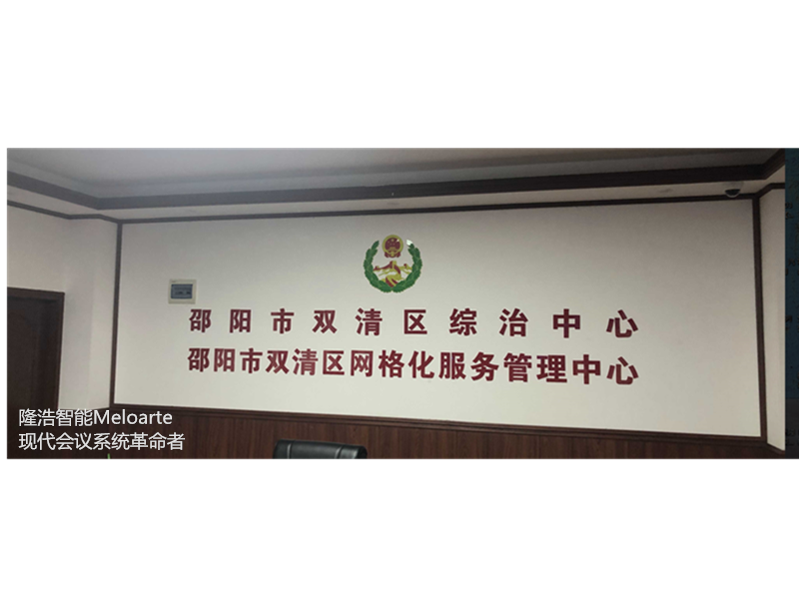 邵阳市双清区综治中心
邵阳市双清区网格化服务管理中心
隆浩智能Meloarte
现代会议系统革命者